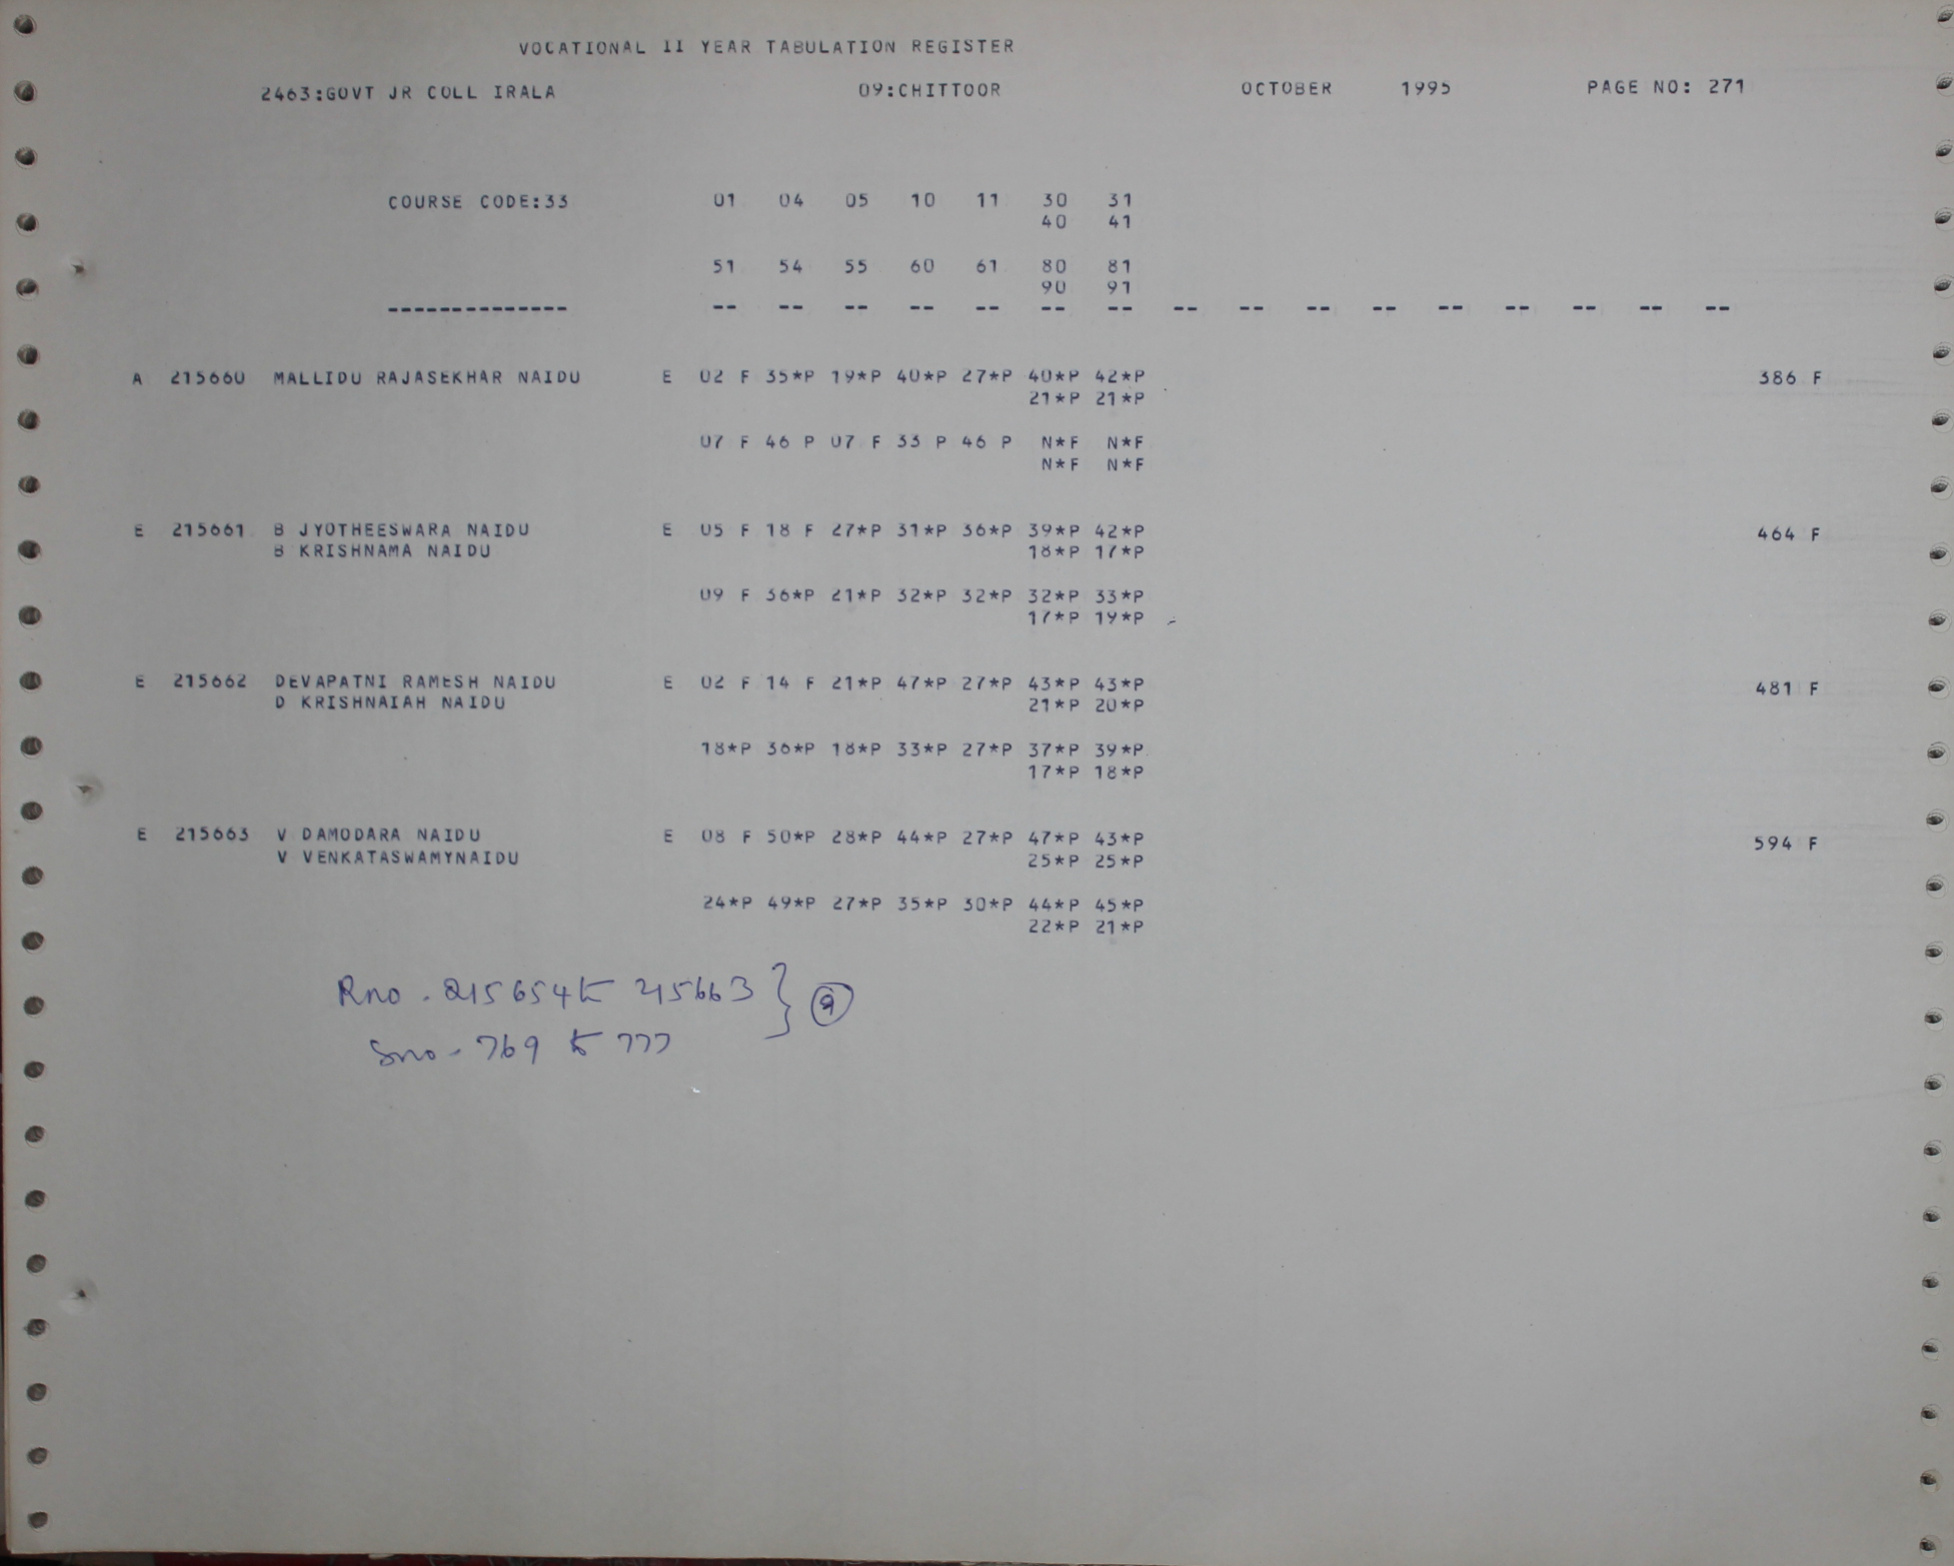 VOCATIONAL II YEAR TABULATION REGISTER
2463:GOVT JR COLL IRALA 09:CHITTOOR OCTOBER 1995 PAGE NO: 271
COURSE CODE:33 01 04 05 10 11 30 31
40 41
51 54 55 60 61 80 81
90 91
-------------- -- -- -- -- -- -- -- -- -- -- -- -- -- -- -- --
A 215660 MALLIDU RAJASEKHAR NAIDU E 02 F 35*P 19*P 40*P 27*P 40*P 42*P 386 F
21*P 21*P
07 F 46 P 07 F 33 P 46 P N*F N*F
N*F N*F
E 215661 B JYOTHEESWARA NAIDU E 05 F 18 F 27*P 31*P 36*P 39*P 42*P 464 F
B KRISHNAMA NAIDU 18*P 17*P
09 F 36*P 21*P 32*P 32*P 32*P 33*P
17*P 19*P
E 215662 DEVAPATNI RAMESH NAIDU E 02 F 14 F 21*P 47*P 27*P 43*P 43*P 481 F
D KRISHNAIAH NAIDU 21*P 20*P
18*P 36*P 18*P 33*P 27*P 37*P 39*P
17*P 18*P
E 215663 V DAMODARA NAIDU E 08 F 50*P 28*P 44*P 27*P 47*P 43*P 594 F
V VENKATASWAMYNAIDU 25*P 25*P
24*P 49*P 27*P 35*P 30*P 44*P 45*P
22*P 21*P
Rno. 215654 to 215663 } 9
Sno - 769 to 777